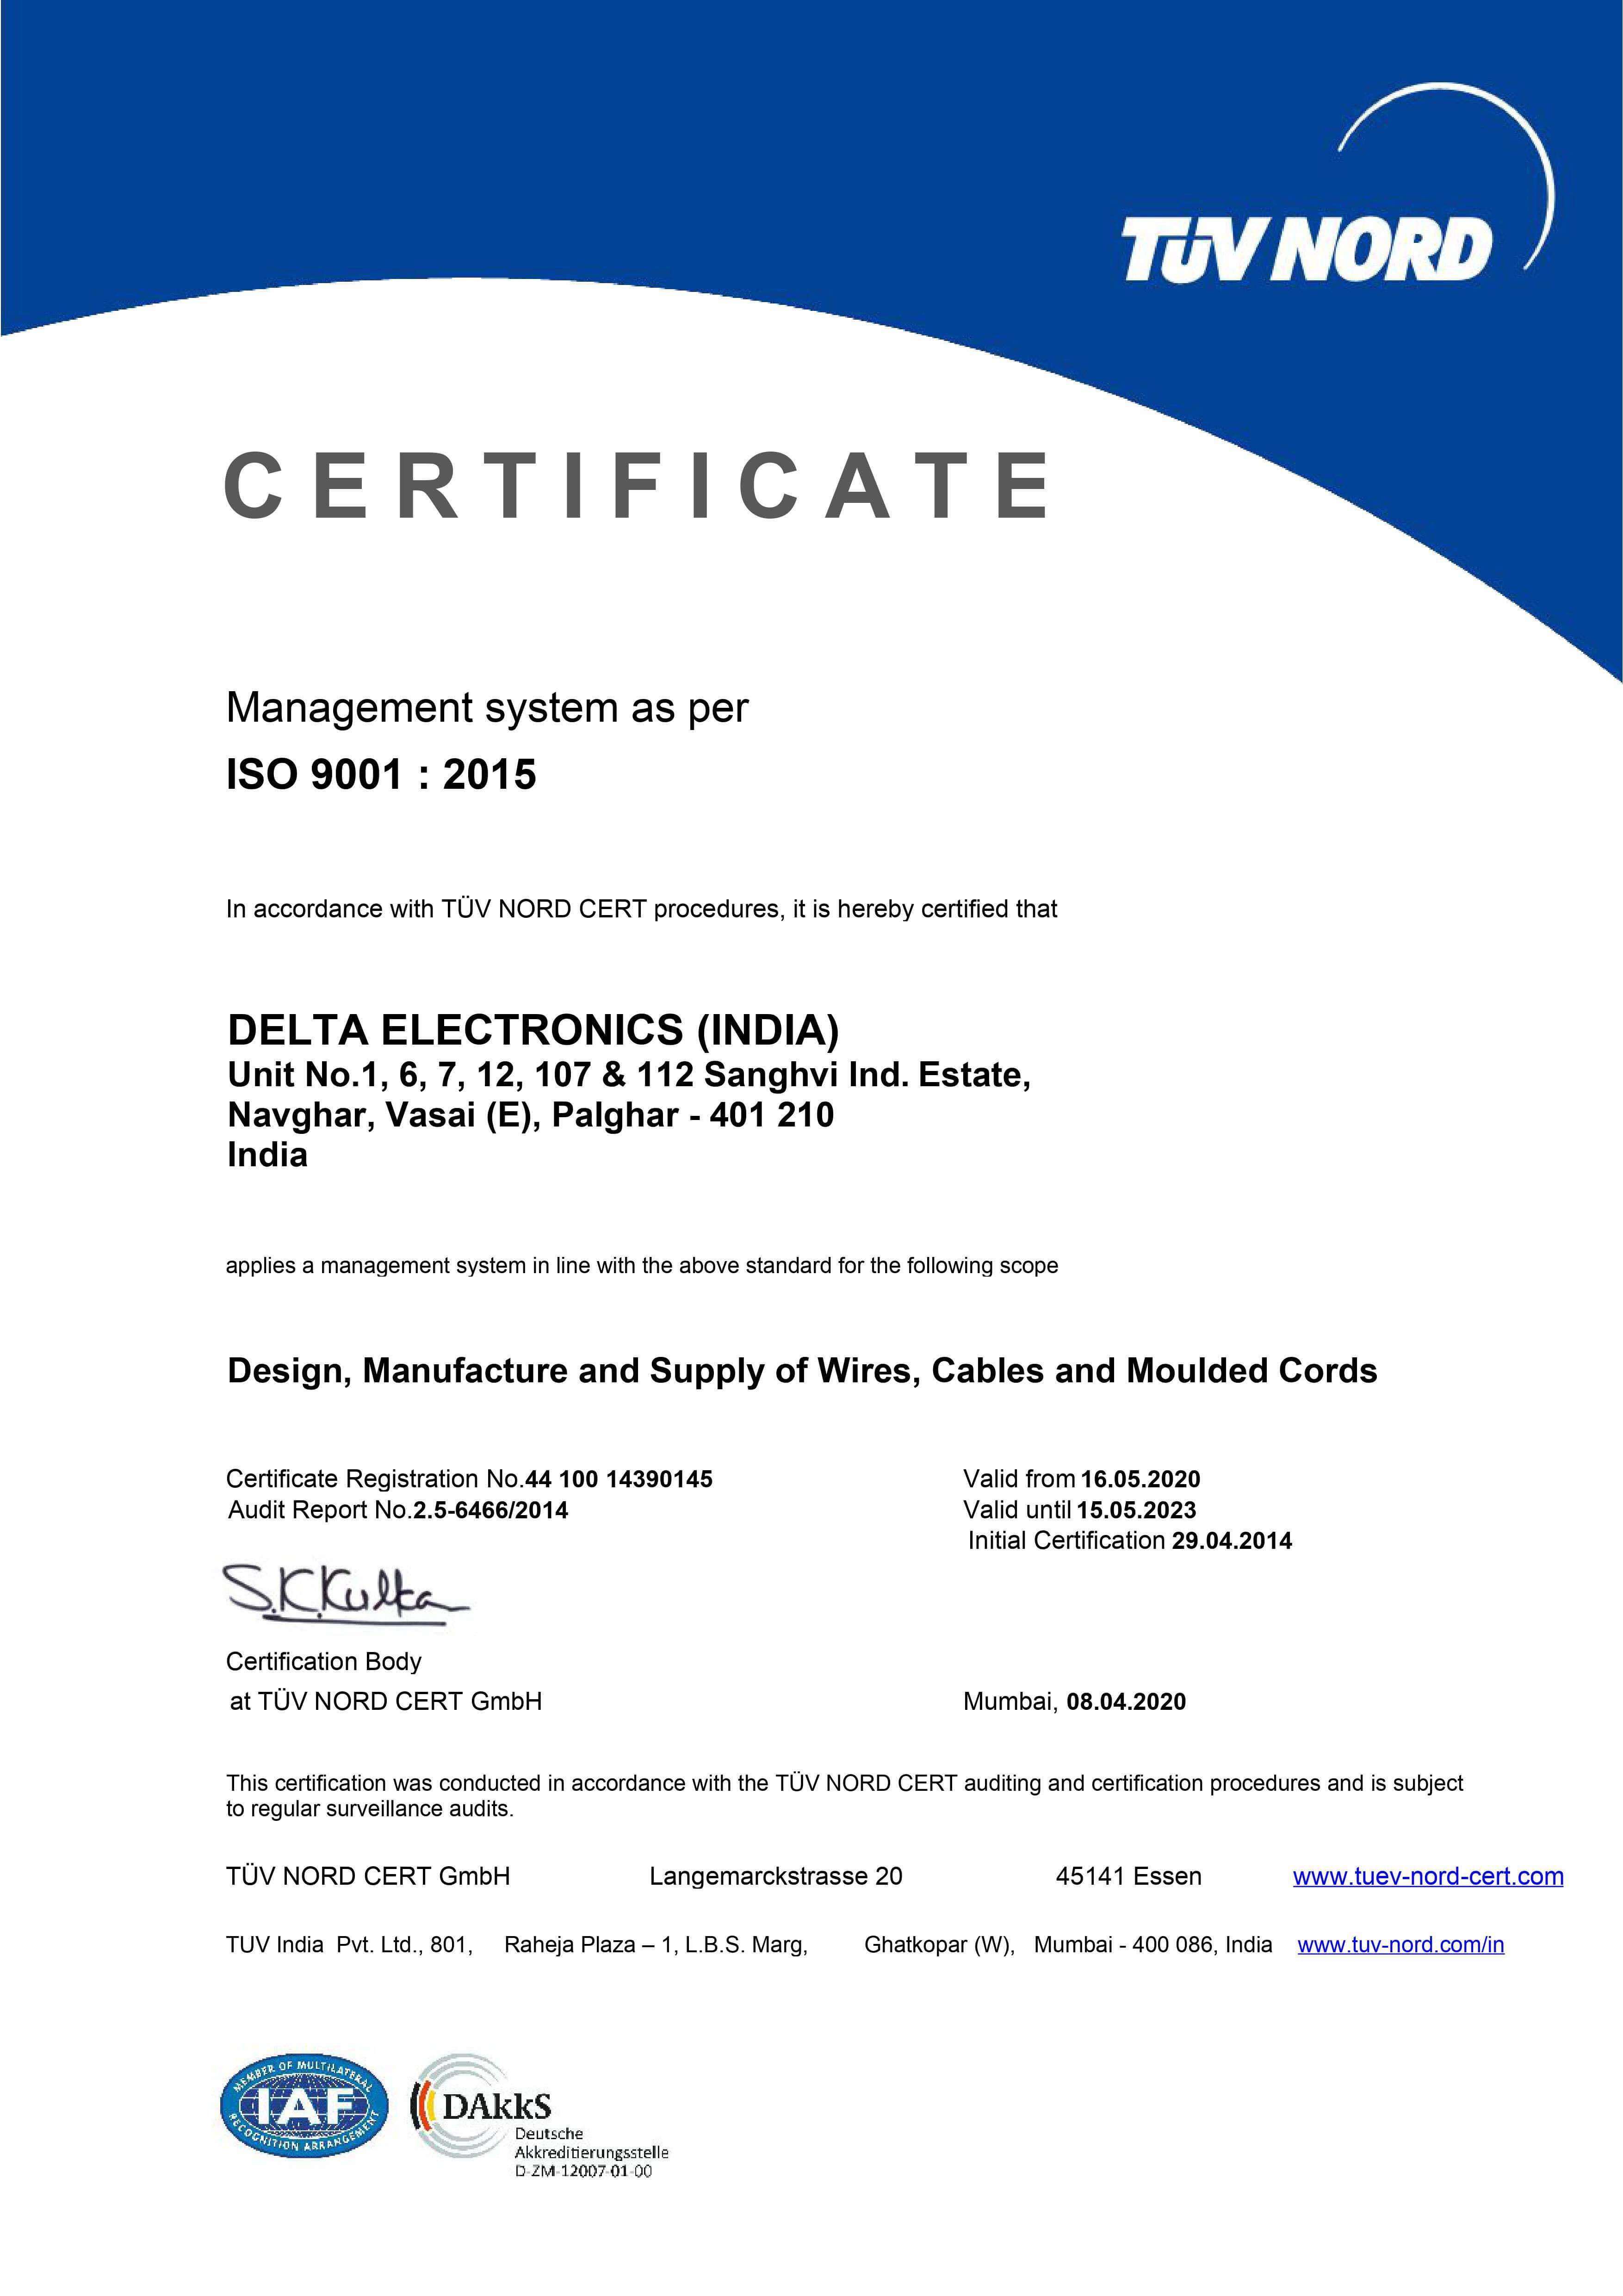 TÜV NORD
CERTIFICATE
Management system as per
ISO 9001 : 2015
In accordance with TÜV NORD CERT procedures, it is hereby certified that
DELTA ELECTRONICS (INDIA)
Unit No.1, 6, 7, 12, 107 & 112 Sanghvi Ind. Estate,
Navghar, Vasai (E), Palghar - 401 210
India
applies a management system in line with the above standard for the following scope
Design, Manufacture and Supply of Wires, Cables and Moulded Cords
Certificate Registration No.44 100 14390145 Valid from 16.05.2020
Audit Report No.2.5-6466/2014 Valid until 15.05.2023
Initial Certification 29.04.2014
S.K.Kulka
Certification Body
at TÜV NORD CERT GmbH Mumbai, 08.04.2020
This certification was conducted in accordance with the TÜV NORD CERT auditing and certification procedures and is subject
to regular surveillance audits.
TÜV NORD CERT GmbH Langemarckstrasse 20 45141 Essen www.tuev-nord-cert.com
TUV India Pvt. Ltd., 801, Raheja Plaza – 1, L.B.S. Marg, Ghatkopar (W), Mumbai - 400 086, India www.tuv-nord.com/in
MEMBER OF MULTILATERAL
IAF
RECOGNITION ARRANGEMENT
DAkkS
Deutsche
Akkreditierungsstelle
D-ZM-12007-01-00